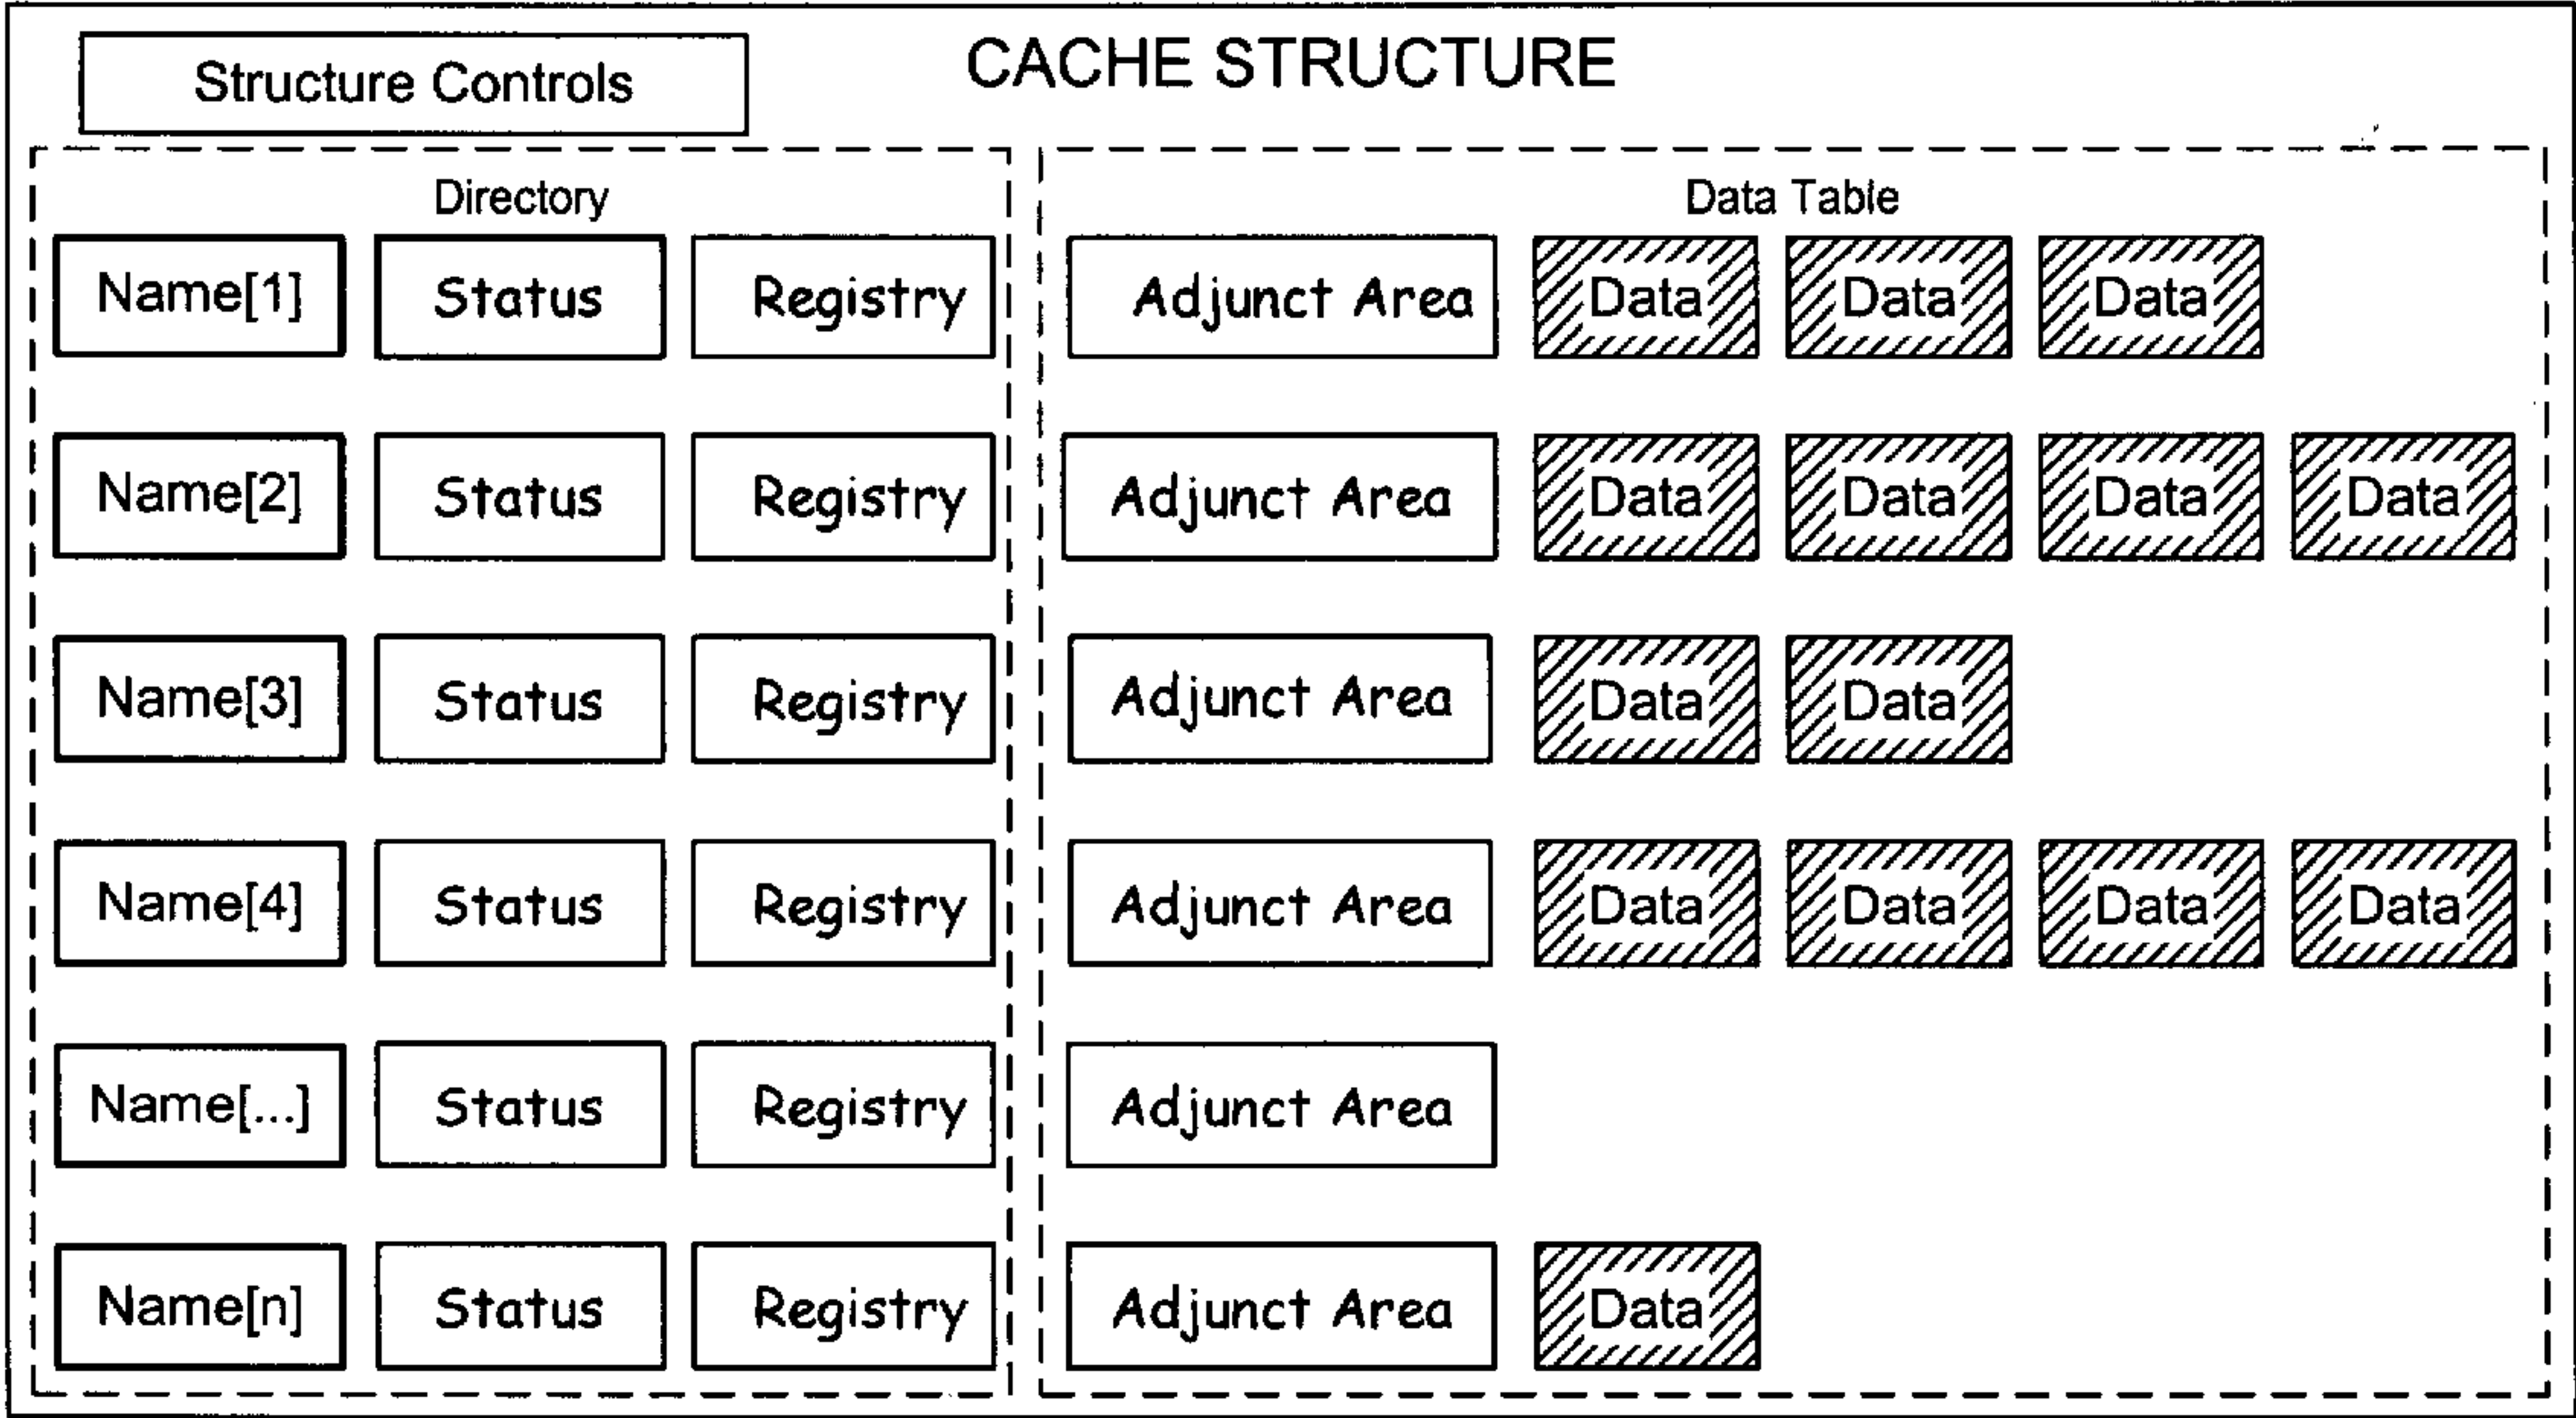 CACHE STRUCTURE
Structure Controls
Directory
Data Table
Name[1] Status Registry Adjunct Area Data Data Data
Name[2] Status Registry Adjunct Area Data Data Data Data
Name[3] Status Registry Adjunct Area Data Data
Name[4] Status Registry Adjunct Area Data Data Data Data
Name[...] Status Registry Adjunct Area
Name[n] Status Registry Adjunct Area Data